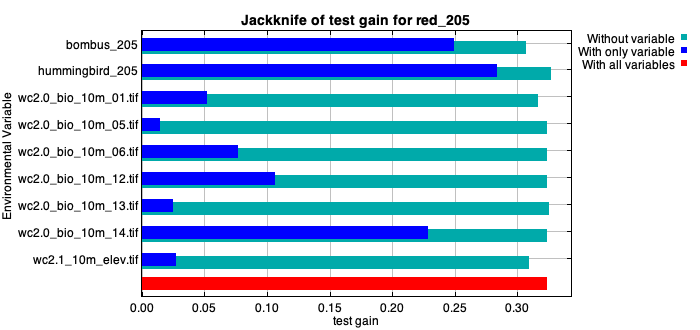 Jackknife of test gain for red_205
Without variable
With only variable
With all variables
Environmental Variable
bombus_205
hummingbird_205
wc2.0_bio_10m_01.tif
wc2.0_bio_10m_05.tif
wc2.0_bio_10m_06.tif
wc2.0_bio_10m_12.tif
wc2.0_bio_10m_13.tif
wc2.0_bio_10m_14.tif
wc2.1_10m_elev.tif
0.00 0.05 0.10 0.15 0.20 0.25 0.30
test gain